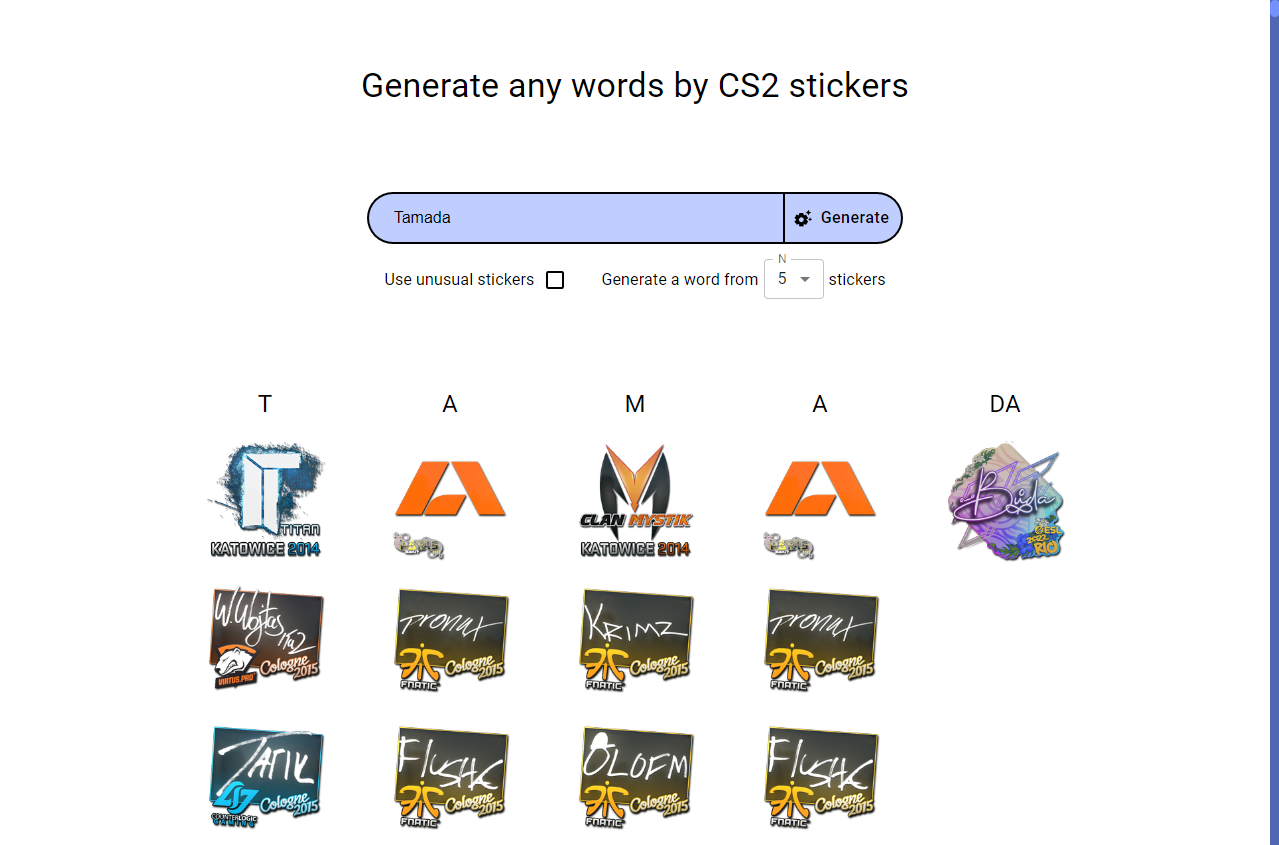 Generate any words by CS2 stickers
Tamada
Generate
Use unusual stickers
Generate a word from
N
5
stickers
T A M A DA
TITAN
KATOWICE 2014
CLAN MYSTIK
KATOWICE 2014
Bida
ESL
2022
RIO
W.Wojtas
VIRTUS.PRO
Cologne
2015
pronax
FNATIC
Cologne
2015
KRIMZ
FNATIC
Cologne
2015
pronax
FNATIC
Cologne
2015
TARIK
COUNTER LOGIC
GAMING
Cologne
2015
FLUSHA
FNATIC
Cologne
2015
OLOFM
FNATIC
Cologne
2015
FLUSHA
FNATIC
Cologne
2015